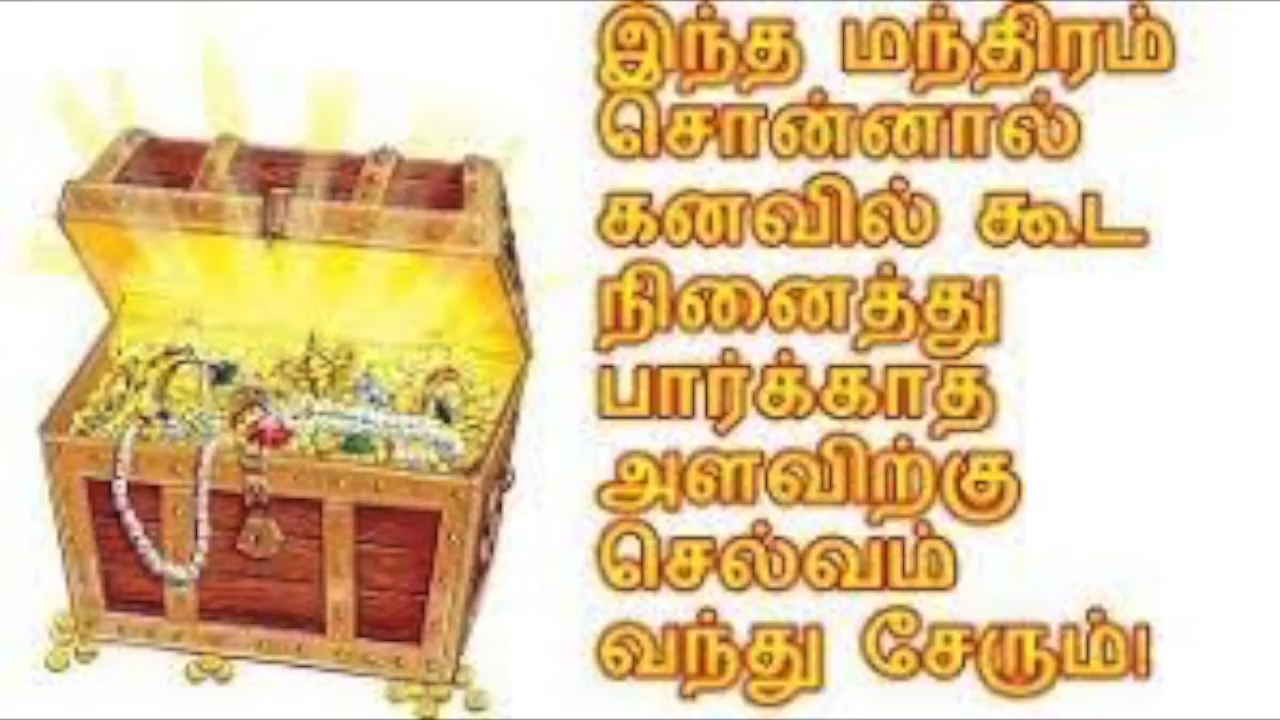 இந்த மந்திரம்
சொன்னால்
கனவில் கூட
நினைத்து
பார்க்காத
அளவிற்கு
செல்வம்
வந்து சேரும்!